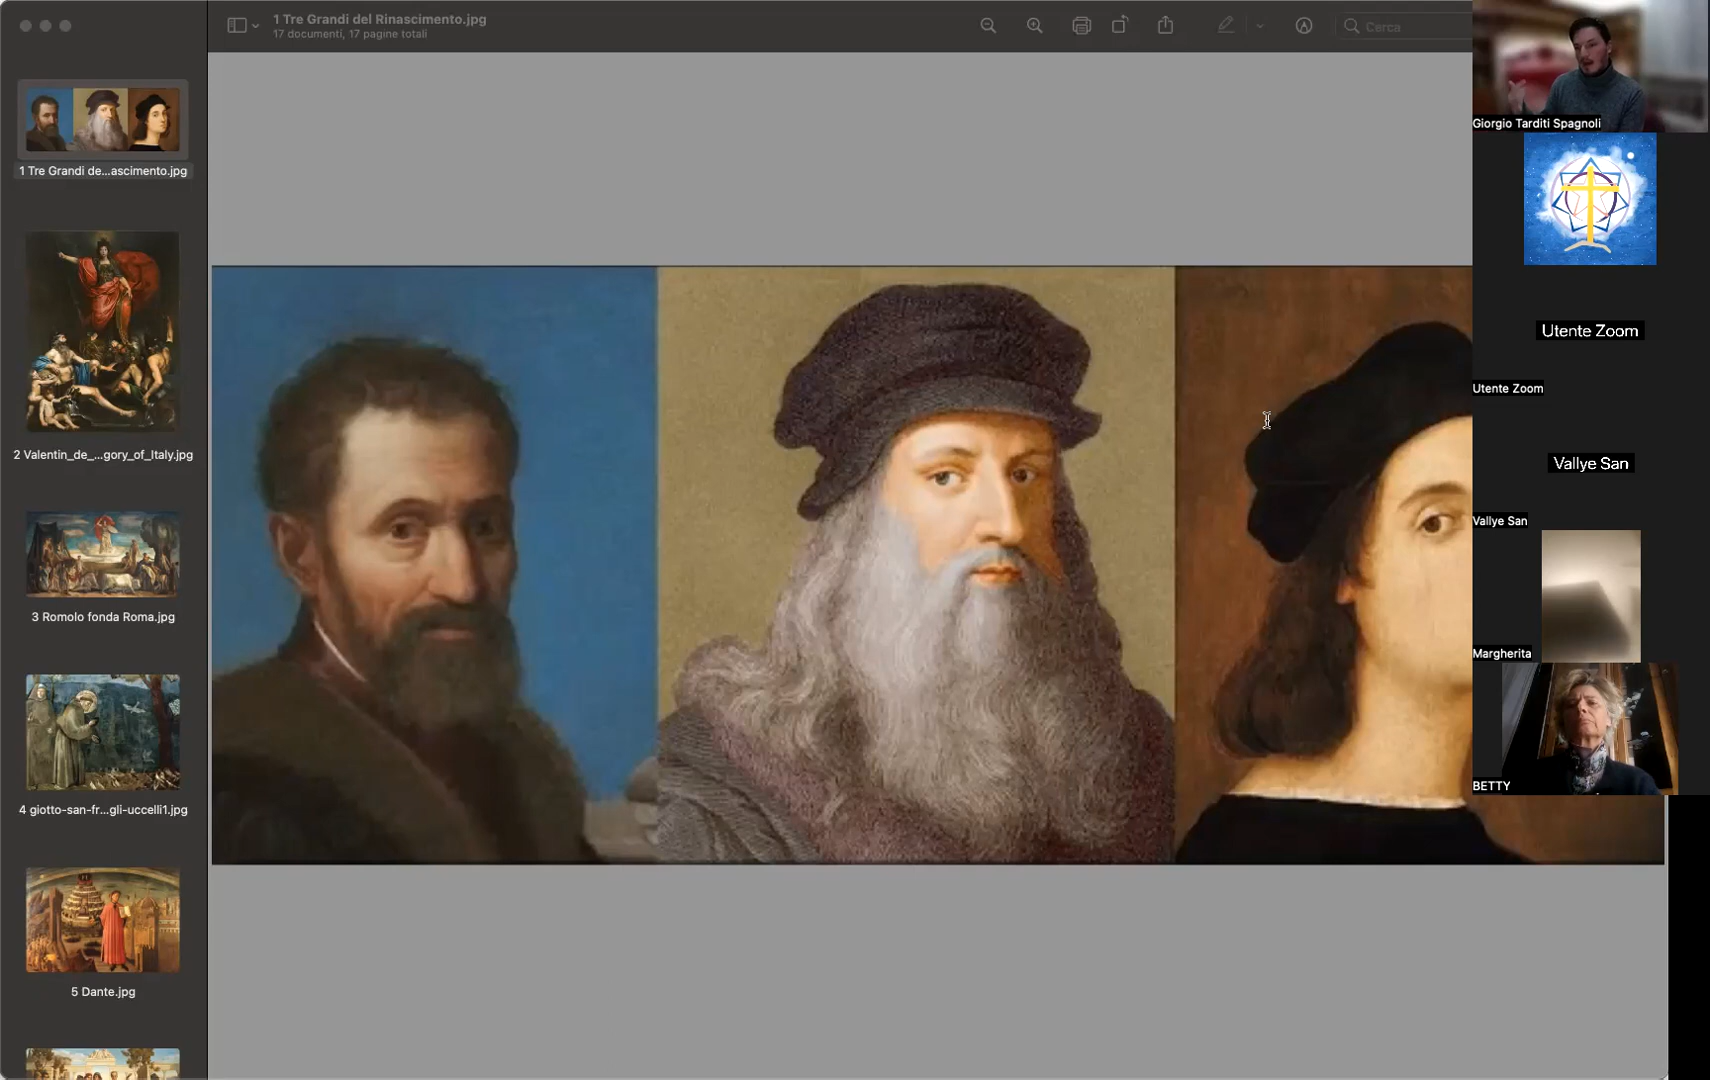 1 Tre Grandi del Rinascimento.jpg
17 documenti, 17 pagine totali
Cerca
1 Tre Grandi de...ascimento.jpg
2 Valentin_de_...gory_of_Italy.jpg
3 Romolo fonda Roma.jpg
4 giotto-san-fr...gli-uccelli1.jpg
5 Dante.jpg
Giorgio Tarditi Spagnoli
Utente Zoom
Utente Zoom
Vallye San
Vallye San
Margherita
BETTY